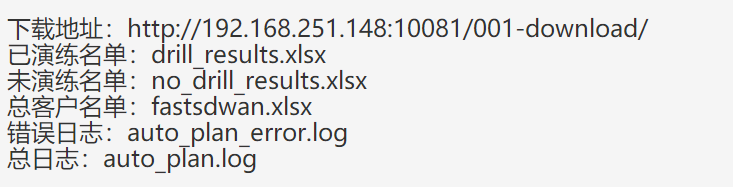 下载地址：http://192.168.251.148:10081/001-download/
已演练名单：drill_results.xlsx
未演练名单：no_drill_results.xlsx
总客户名单：fastsdwan.xlsx
错误日志：auto_plan_error.log
总日志：auto_plan.log